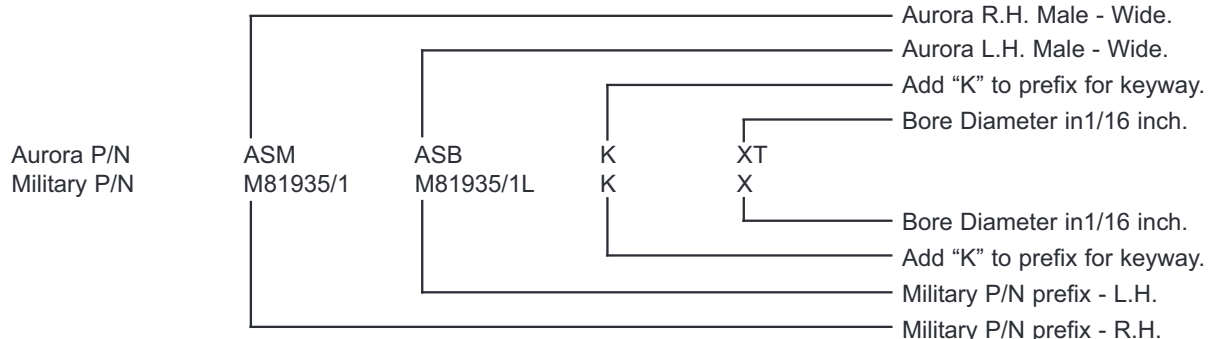 Aurora R.H. Male - Wide.
Aurora L.H. Male - Wide.
Add “K” to prefix for keyway.
Bore Diameter in1/16 inch.
Aurora P/N ASM ASB K XT
Military P/N M81935/1 M81935/1L K X
Bore Diameter in1/16 inch.
Add “K” to prefix for keyway.
Military P/N prefix - L.H.
Military P/N prefix - R.H.